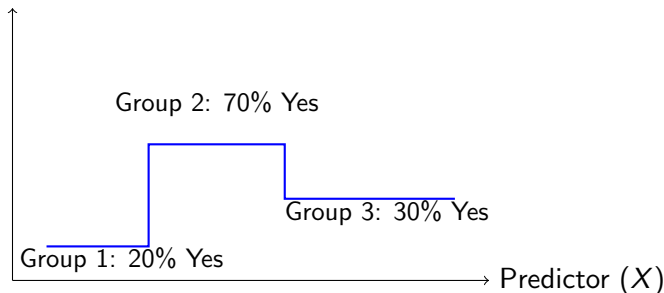 Group 2: 70% Yes
Group 3: 30% Yes
Group 1: 20% Yes
Predictor (X)